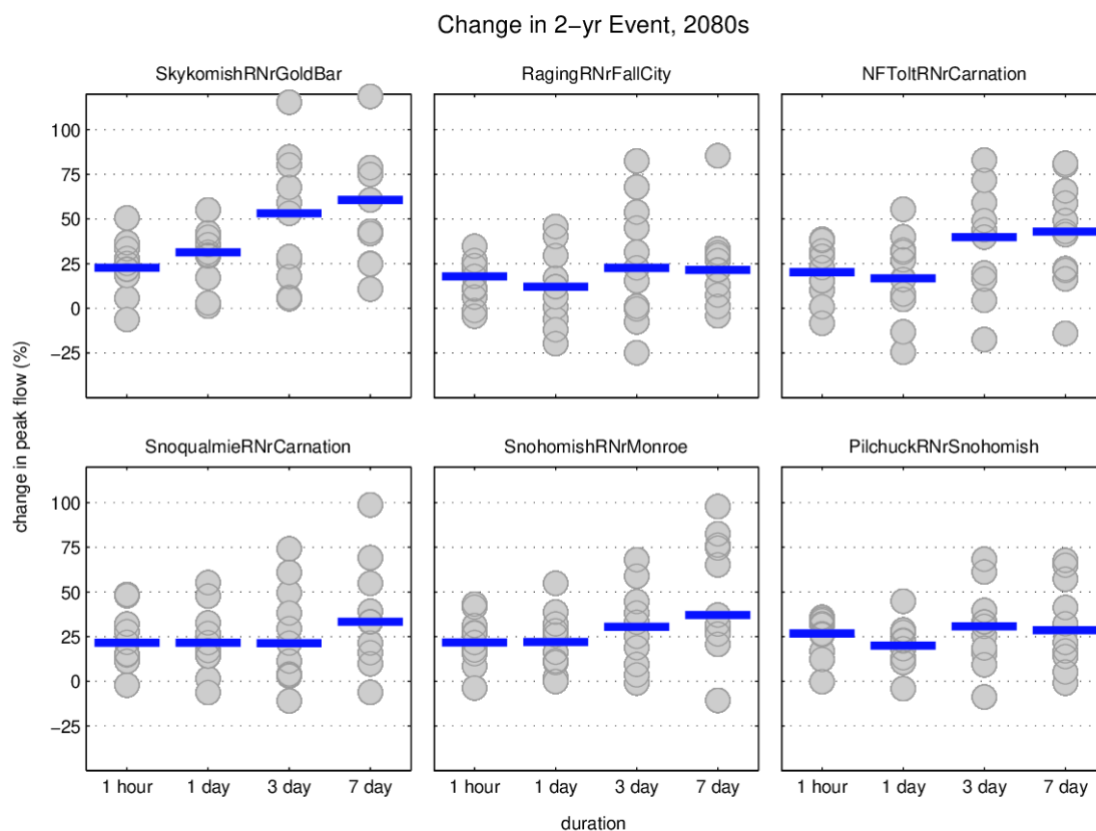 Change in 2−yr Event, 2080s
SkykomishRNrGoldBar
RagingRNrFallCity
NFToltRNrCarnation
100
75
50
25
0
−25
SnoqualmieRNrCarnation
SnohomishRNrMonroe
PilchuckRNrSnohomish
change in peak flow (%)
100
75
50
25
0
−25
1 hour 1 day 3 day 7 day
1 hour 1 day 3 day 7 day
1 hour 1 day 3 day 7 day
duration